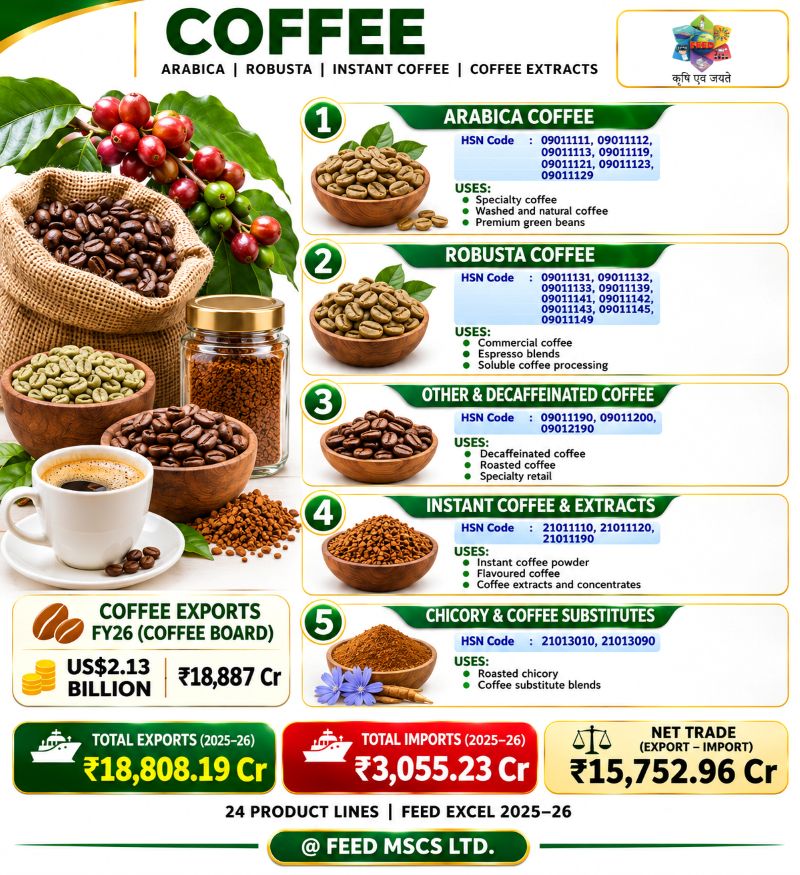 COFFEE
ARABICA | ROBUSTA | INSTANT COFFEE | COFFEE EXTRACTS
FEED
कृषि एव जयते
1
ARABICA COFFEE
HSN Code : 09011111, 09011112,
09011113, 09011119,
09011121, 09011123,
09011129
USES:
Specialty coffee
Washed and natural coffee
Premium green beans
2
ROBUSTA COFFEE
HSN Code : 09011131, 09011132,
09011133, 09011139,
09011141, 09011142,
09011143, 09011145,
09011149
USES:
Commercial coffee
Espresso blends
Soluble coffee processing
3
OTHER & DECAFFEINATED COFFEE
HSN Code : 09011190, 09011200,
09012190
USES:
Decaffeinated coffee
Roasted coffee
Specialty retail
4
INSTANT COFFEE & EXTRACTS
HSN Code : 21011110, 21011120,
21011190
USES:
Instant coffee powder
Flavoured coffee
Coffee extracts and concentrates
5
CHICORY & COFFEE SUBSTITUTES
HSN Code : 21013010, 21013090
USES:
Roasted chicory
Coffee substitute blends
COFFEE EXPORTS
FY26 (COFFEE BOARD)
US$2.13
BILLION
₹18,887 Cr
TOTAL EXPORTS (2025–26)
₹18,808.19 Cr
TOTAL IMPORTS (2025–26)
₹3,055.23 Cr
NET TRADE
(EXPORT – IMPORT)
₹15,752.96 Cr
24 PRODUCT LINES | FEED EXCEL 2025–26
@ FEED MSCS LTD.